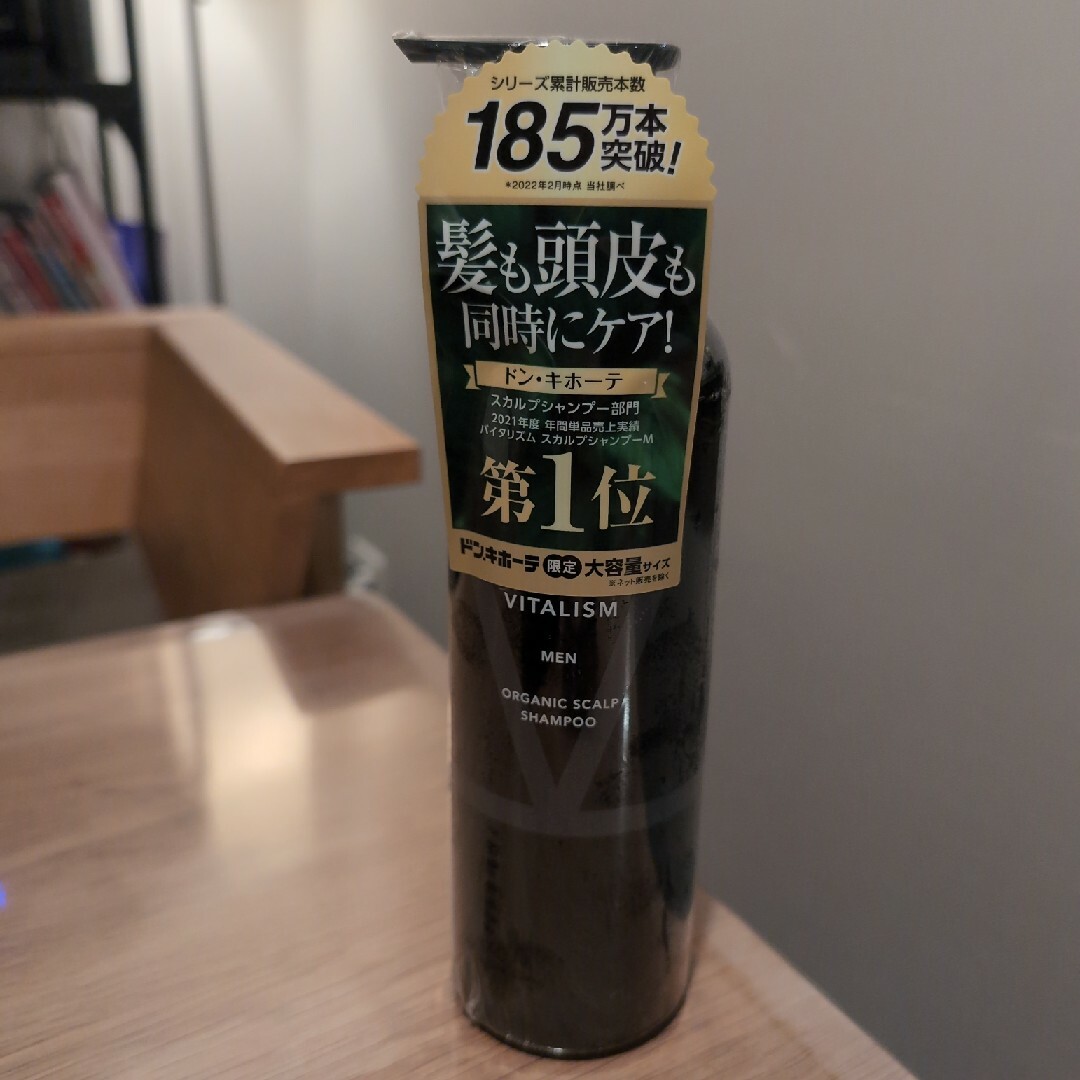 シリーズ累計販売本数
185万本
突破!
*2022年2月時点 当社調べ
髪も頭皮も
同時にケア!
ドン・キホーテ
スカルプシャンプー部門
2021年度 年間単品売上実績
バイタリズム スカルプシャンプーM
第1位
ドン.キホーテ 限定 大容量サイズ
※ネット販売を除く
VITALISM
MEN
ORGANIC SCALP
SHAMPOO